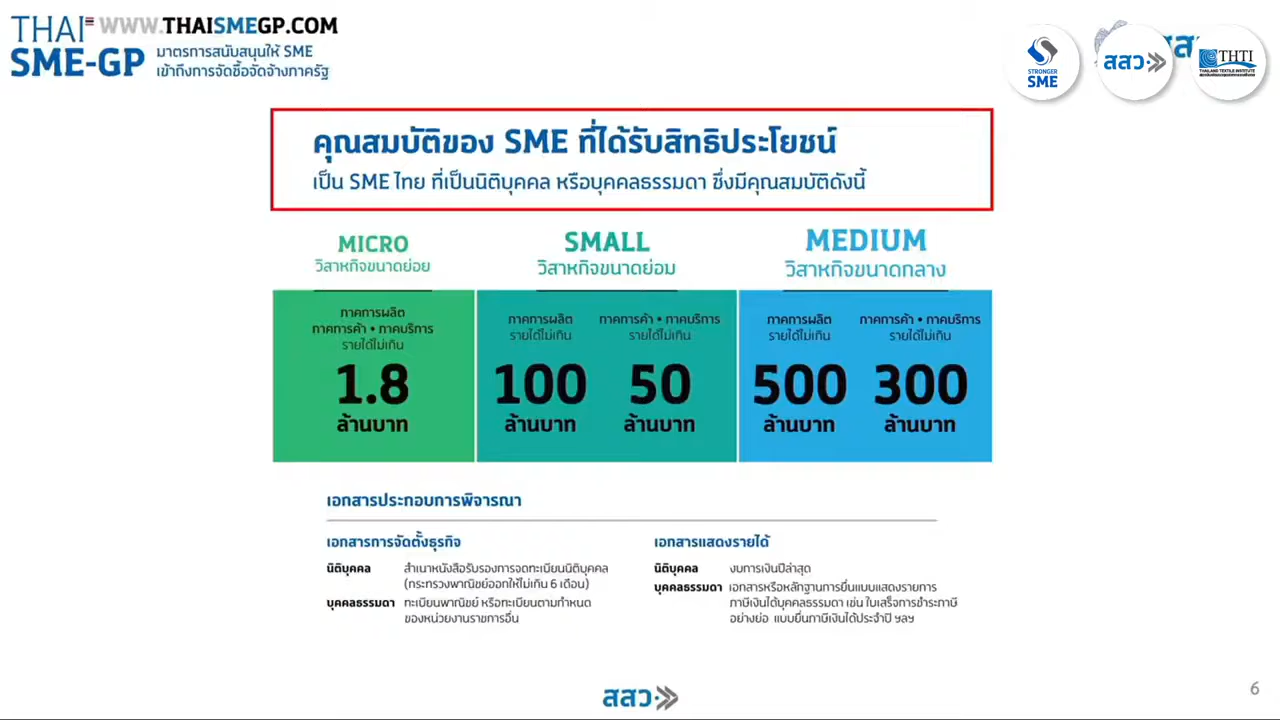 THAI WWW.THAISMEGP.COM
SME-GP มาตรการสนับสนุนให้ SME
เข้าถึงการจัดซื้อจัดจ้างภาครัฐ
STRONGER
SME
สสว
สส
THTI
THAILAND TEXTILE INSTITUTE
คุณสมบัติของ SME ที่ได้รับสิทธิประโยชน์
เป็น SME ไทย ที่เป็นนิติบุคคล หรือบุคคลธรรมดา ซึ่งมีคุณสมบัติดังนี้
MICRO
วิสาหกิจขนาดย่อย
ภาคการผลิต
ภาคการค้า • ภาคบริการ
รายได้ไม่เกิน
1.8
ล้านบาท
SMALL
วิสาหกิจขนาดย่อม
ภาคการผลิต
รายได้ไม่เกิน
100
ล้านบาท
ภาคการค้า • ภาคบริการ
รายได้ไม่เกิน
50
ล้านบาท
MEDIUM
วิสาหกิจขนาดกลาง
ภาคการผลิต
รายได้ไม่เกิน
500
ล้านบาท
ภาคการค้า • ภาคบริการ
รายได้ไม่เกิน
300
ล้านบาท
เอกสารประกอบการพิจารณา
เอกสารการจัดตั้งธุรกิจ
นิติบุคคล สำเนาหนังสือรับรองการจดทะเบียนนิติบุคคล
(กระทรวงพาณิชย์ออกให้ไม่เกิน 6 เดือน)
บุคคลธรรมดา ทะเบียนพาณิชย์ หรือทะเบียนตามกำหนด
ของหน่วยงานราชการอื่น
เอกสารแสดงรายได้
นิติบุคคล งบการเงินปีล่าสุด
บุคคลธรรมดา เอกสารหรือหลักฐานการยื่นแบบแสดงรายการ
ภาษีเงินได้บุคคลธรรมดา เช่น ใบเสร็จการชำระภาษี
อย่างย่อ แบบยื่นภาษีเงินได้ประจำปี ฯลฯ
สสว
6